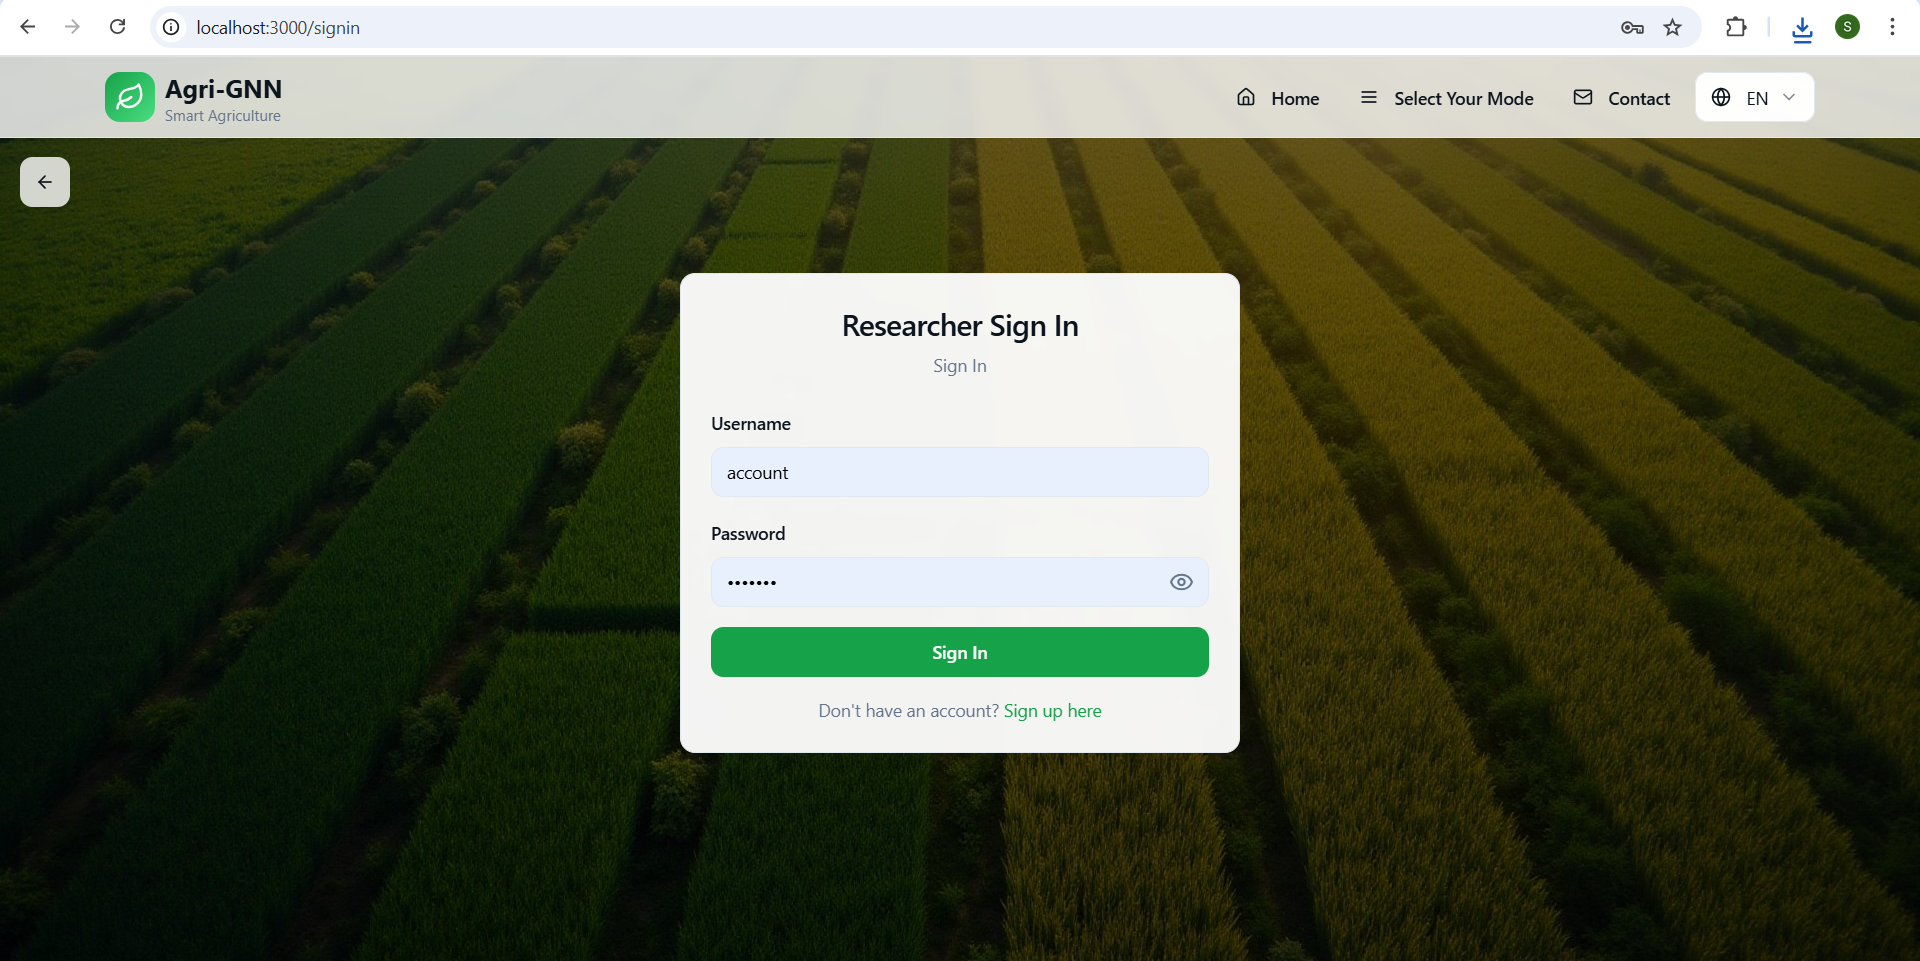 localhost:3000/signin
S
Agri-GNN
Smart Agriculture
Home
Select Your Mode
Contact
EN
Researcher Sign In
Sign In
Username
account
Password
•••••••
Sign In
Don't have an account? Sign up here